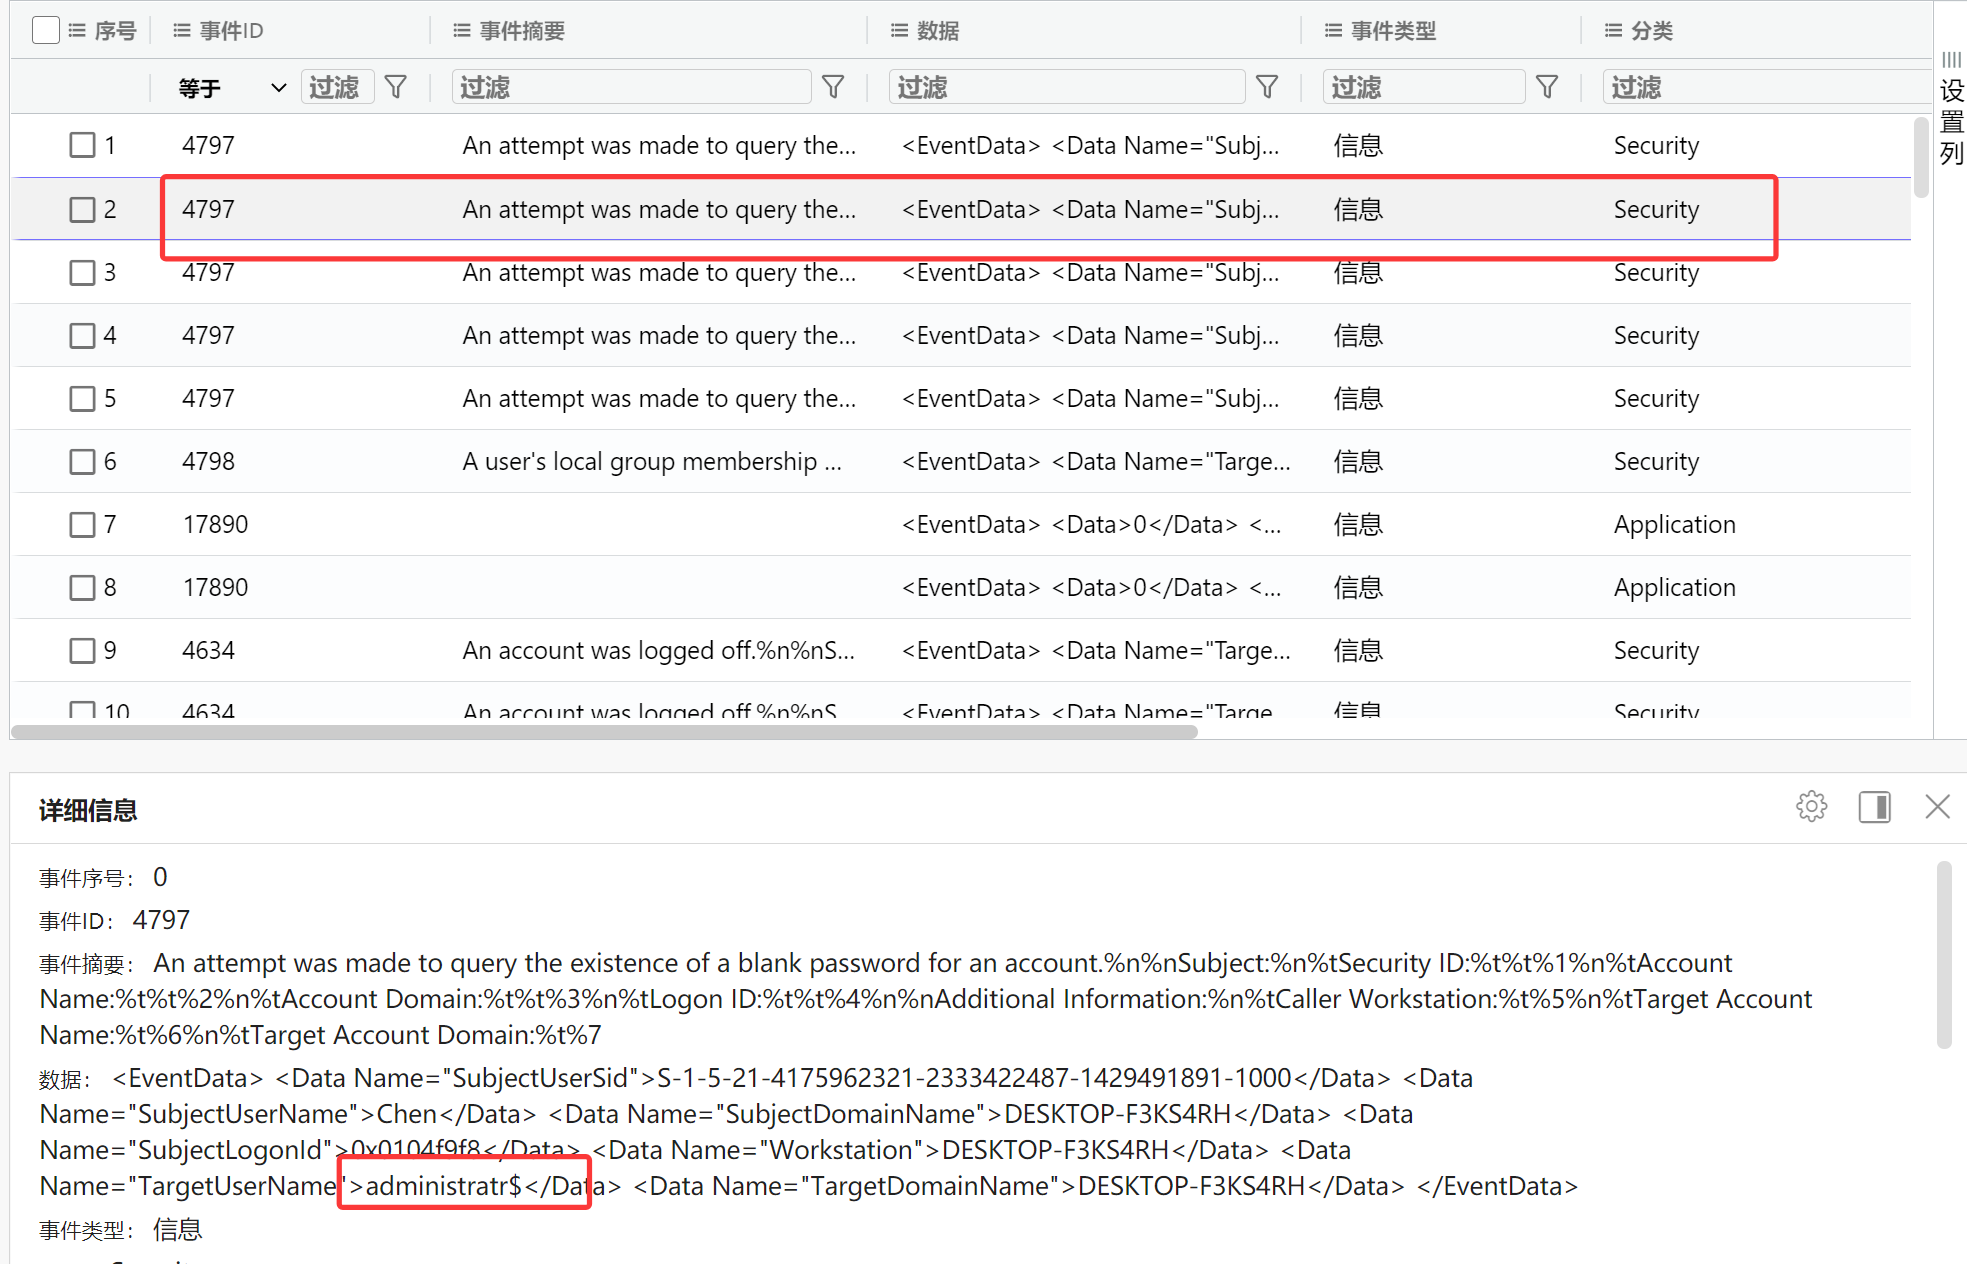 序号 事件ID 事件摘要 数据 事件类型 分类
等于 过滤 过滤 过滤 过滤 过滤
设置列
1 4797 An attempt was made to query the... <EventData> <Data Name="Subj... 信息 Security
2 4797 An attempt was made to query the... <EventData> <Data Name="Subj... 信息 Security
3 4797 An attempt was made to query the... <EventData> <Data Name="Subj... 信息 Security
4 4797 An attempt was made to query the... <EventData> <Data Name="Subj... 信息 Security
5 4797 An attempt was made to query the... <EventData> <Data Name="Subj... 信息 Security
6 4798 A user's local group membership ... <EventData> <Data Name="Targe... 信息 Security
7 17890 <EventData> <Data>0</Data> <... 信息 Application
8 17890 <EventData> <Data>0</Data> <... 信息 Application
9 4634 An account was logged off.%n%nS... <EventData> <Data Name="Targe... 信息 Security
10 4634 An account was logged off.%n%nS... <EventData> <Data Name="Targe... 信息 Security
详细信息
事件序号: 0
事件ID: 4797
事件摘要: An attempt was made to query the existence of a blank password for an account.%n%nSubject:%n%tSecurity ID:%t%t%1%n%tAccount
Name:%t%t%2%n%tAccount Domain:%t%t%3%n%tLogon ID:%t%t%4%n%nAdditional Information:%n%tCaller Workstation:%t%5%n%tTarget Account
Name:%t%6%n%tTarget Account Domain:%t%7
数据: <EventData> <Data Name="SubjectUserSid">S-1-5-21-4175962321-2333422487-1429491891-1000</Data> <Data
Name="SubjectUserName">Chen</Data> <Data Name="SubjectDomainName">DESKTOP-F3KS4RH</Data> <Data
Name="SubjectLogonId">0x0104f9f8</Data> <Data Name="Workstation">DESKTOP-F3KS4RH</Data> <Data
Name="TargetUserName">administratr$</Data> <Data Name="TargetDomainName">DESKTOP-F3KS4RH</Data> </EventData>
事件类型: 信息